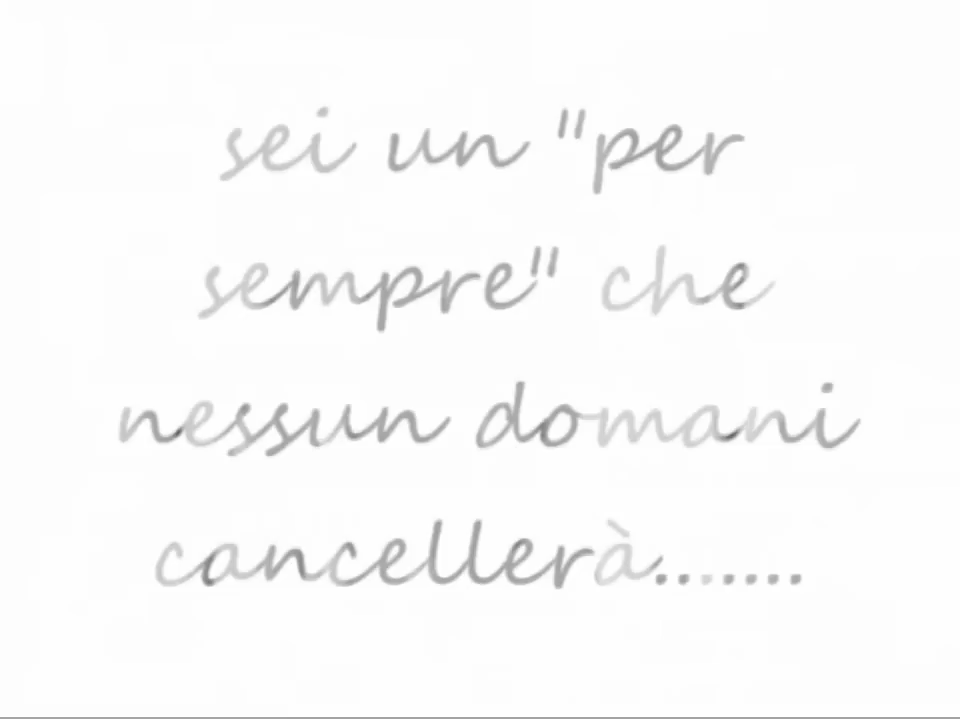 sei un "per
sempre" che
nessun domani
cancellerà.......